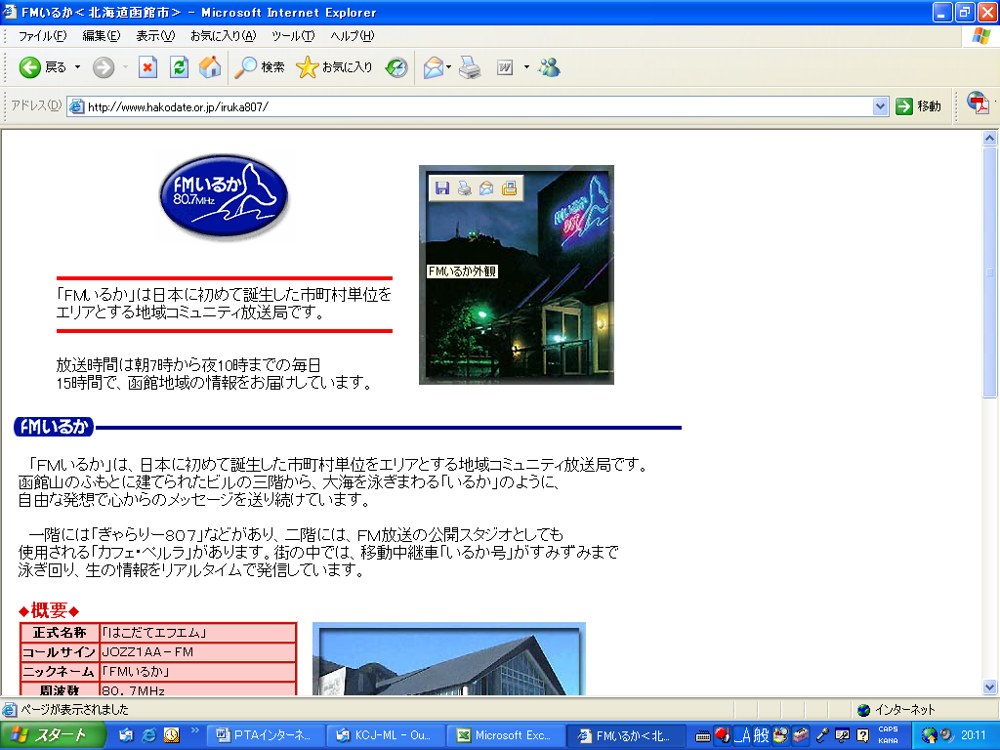 FMいるか＜北海道函館市＞ - Microsoft Internet Explorer
ファイル(F) 編集(E) 表示(V) お気に入り(A) ツール(T) ヘルプ(H)
戻る 検索 お気に入り
アドレス(D) http://www.hakodate.or.jp/iruka807/ 移動
FMいるか
80.7MHz
FMいるか
807
FMいるか外観
「FMいるか」は日本に初めて誕生した市町村単位を
エリアとする地域コミュニティ放送局です。
放送時間は朝7時から夜10時までの毎日
15時間で、函館地域の情報をお届けしています。
FMいるか
「ＦＭいるか」は、日本に初めて誕生した市町村単位をエリアとする地域コミュニティ放送局です。
函館山のふもとに建てられたビルの三階から、大海を泳ぎまわる「いるか」のように、
自由な発想で心からのメッセージを送り続けています。
一階には「ぎゃらりー８０７」などがあり、二階には、ＦＭ放送の公開スタジオとしても
使用される「カフェ・ペルラ」があります。街の中では、移動中継車「いるか号」がすみずみまで
泳ぎ回り、生の情報をリアルタイムで発信しています。
◆概要◆
正式名称 「はこだてエフエム」
コールサイン JOZZ1AA－FM
ニックネーム 「FMいるか」
周波数 80．7MHz
ページが表示されました インターネット
スタート PTAインターネ... KCJ-ML - Ou... Microsoft Exc... FMいるか＜北... A 般 CAPS KANA 20:11